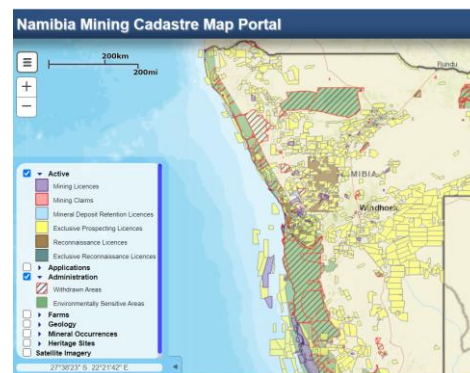 Namibia Mining Cadastre Map Portal
200km
200mi
Rundu
MIBIA
Windhoek
Active
Mining Licences
Mining Claims
Mineral Deposit Retention Licences
Exclusive Prospecting Licences
Reconnaissance Licences
Exclusive Reconnaissance Licences
Applications
Administration
Withdrawn Areas
Environmentally Sensitive Areas
Farms
Geology
Mineral Occurrences
Heritage Sites
Satellite Imagery
27°38'23" S 22°21'42" E